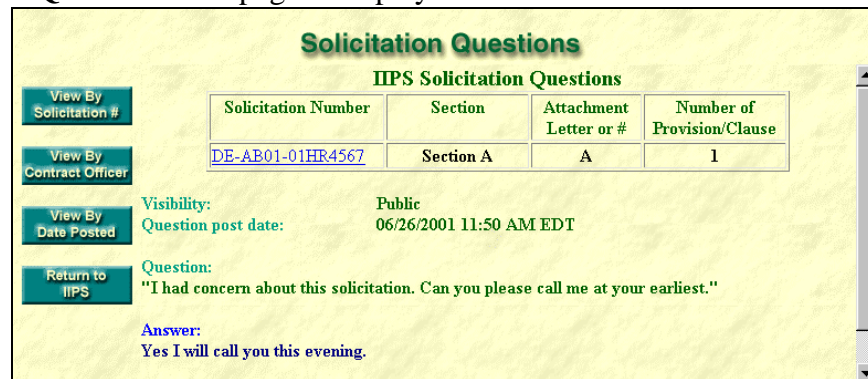 Solicitation Questions
IIPS Solicitation Questions
View By
Solicitation #
View By
Contract Officer
View By
Date Posted
Return to
IIPS
Solicitation Number Section Attachment Letter or # Number of Provision/Clause
DE-AB01-01HR4567 Section A A 1
Visibility: Public
Question post date: 06/26/2001 11:50 AM EDT
Question:
"I had concern about this solicitation. Can you please call me at your earliest."
Answer:
Yes I will call you this evening.